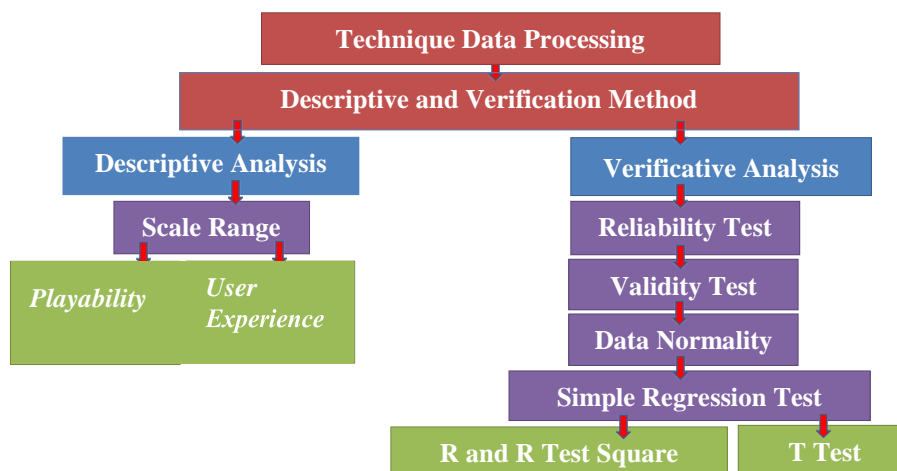 Technique Data Processing
Descriptive and Verification Method
Descriptive Analysis
Verificative Analysis
Scale Range
Reliability Test
Playability
User
Experience
Validity Test
Data Normality
Simple Regression Test
R and R Test Square
T Test